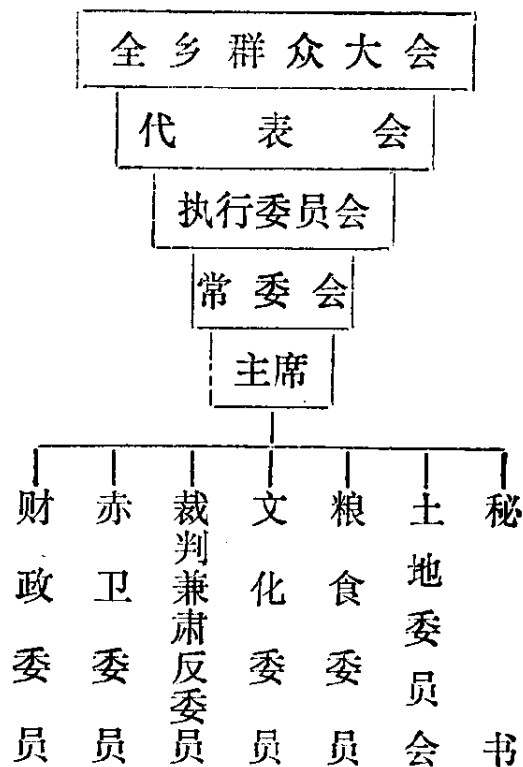 全乡群众大会
代表会
执行委员会
常委会
主席
财政委员
赤卫委员
裁判兼肃反委员
文化委员
粮食委员
土地委员会
秘书